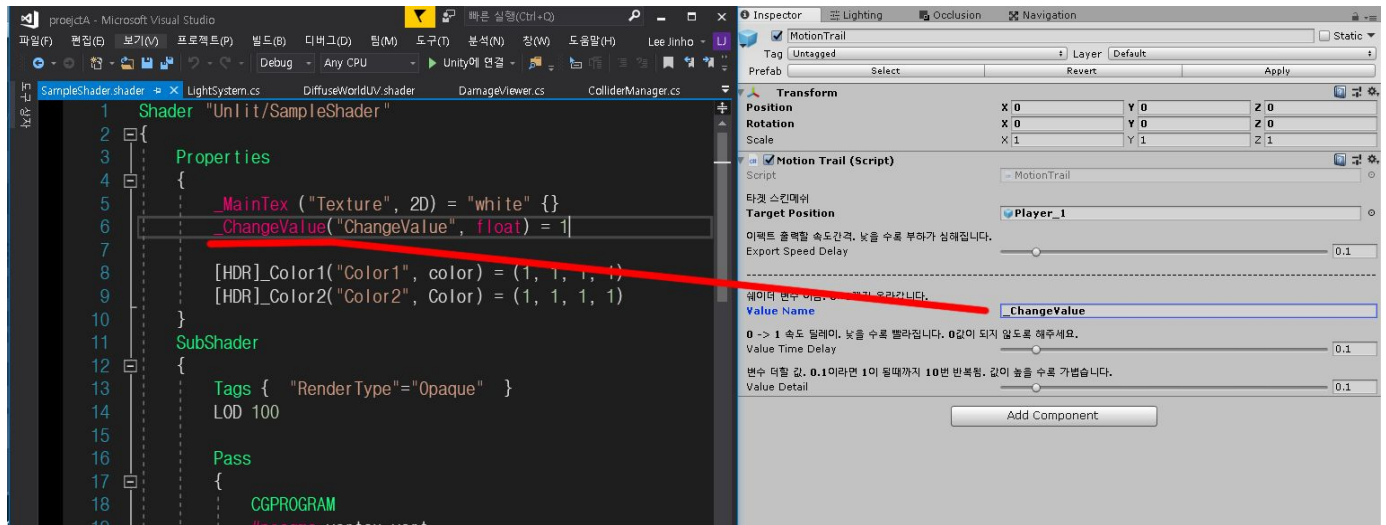 proejctA - Microsoft Visual Studio
빠른 실행(Ctrl+Q)
파일(F) 편집(E) 보기(V) 프로젝트(P) 빌드(B) 디버그(D) 팀(M) 도구(T) 분석(N) 창(W) 도움말(H) Lee Jinho LJ
Debug Any CPU Unity에 연결
도구 상자
SampleShader.shader LightSystem.cs DiffuseWorldUV.shader DamageViewer.cs ColliderManager.cs
1 Shader "Unlit/SampleShader"
2 {
3 Properties
4 {
5 _MainTex ("Texture", 2D) = "white" {}
6 _ChangeValue("ChangeValue", float) = 1
7
8 [HDR]_Color1("Color1", color) = (1, 1, 1, 1)
9 [HDR]_Color2("Color2", Color) = (1, 1, 1, 1)
10 }
11 SubShader
12 {
13 Tags { "RenderType"="Opaque" }
14 LOD 100
15
16 Pass
17 {
18 CGPROGRAM
Inspector Lighting Occlusion Navigation
MotionTrail Static
Tag Untagged Layer Default
Prefab Select Revert Apply
Transform
Position X 0 Y 0 Z 0
Rotation X 0 Y 0 Z 0
Scale X 1 Y 1 Z 1
Motion Trail (Script)
Script MotionTrail
타겟 스킨메쉬
Target Position Player_1
이펙트 출력할 속도간격. 낮을 수록 부하가 심해집니다.
Export Speed Delay 0.1
쉐이더 변수 이름.
Value Name _ChangeValue
0 -> 1 속도 딜레이. 낮을 수록 빨라집니다. 0값이 되지 않도록 해주세요.
Value Time Delay 0.1
변수 더할 값. 0.1이라면 1이 될때까지 10번 반복됨. 값이 높을 수록 가볍습니다.
Value Detail 0.1
Add Component